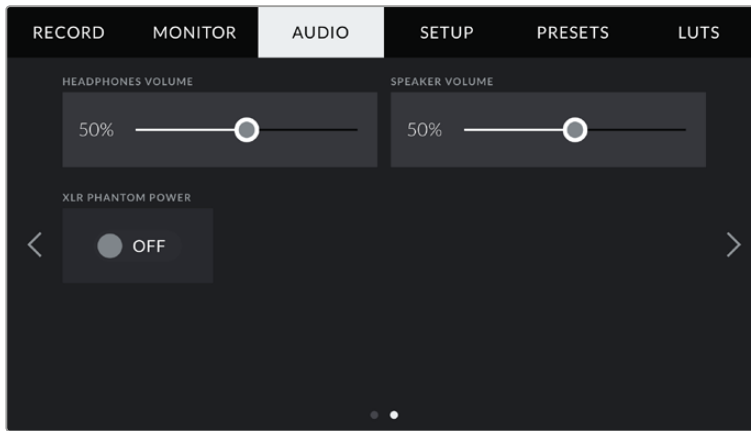 RECORD MONITOR AUDIO SETUP PRESETS LUTS
HEADPHONES VOLUME SPEAKER VOLUME
50% 50%
XLR PHANTOM POWER
OFF